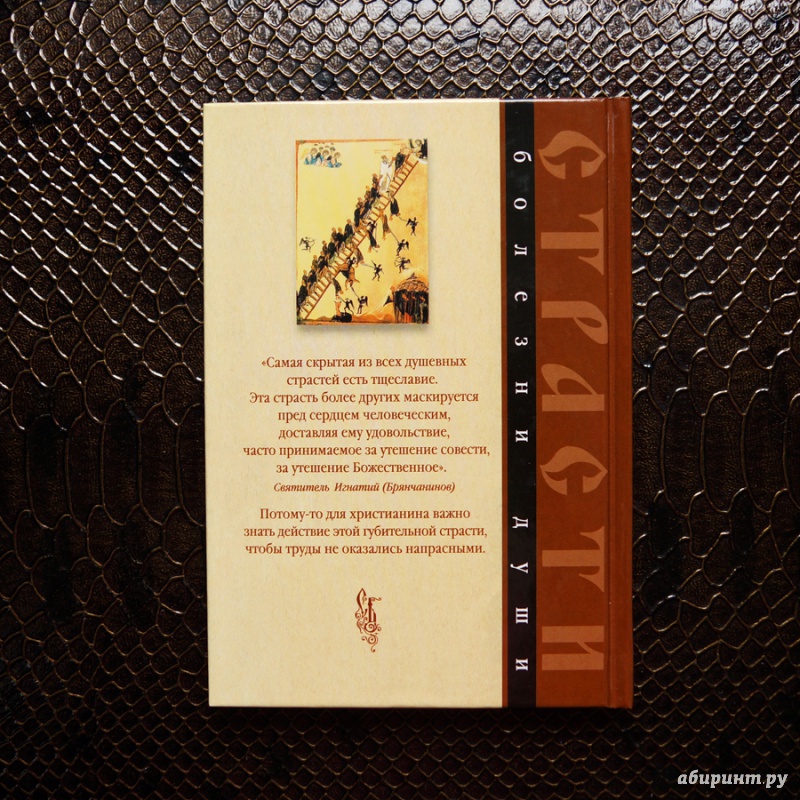 «Самая скрытая из всех душевных
страстей есть тщеславие.
Эта страсть более других маскируется
пред сердцем человеческим,
доставляя ему удовольствие,
часто принимаемое за утешение совести,
за утешение Божественное».
Святитель Игнатий (Брянчанинов)
Потому-то для христианина важно
знать действие этой губительной страсти,
чтобы труды не оказались напрасными.
СБ
болезни души
СТРАСТИ
абиринт.ру